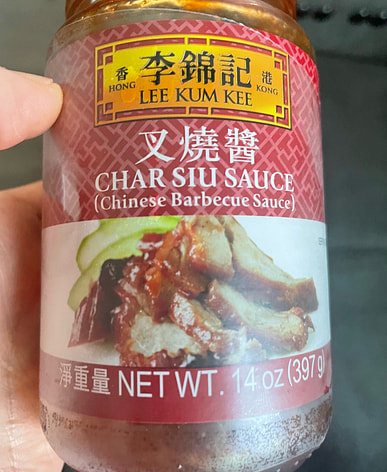 香 李錦記 港
HONG LEE KUM KEE KONG
叉燒醬
CHAR SIU SAUCE
(Chinese Barbecue Sauce)
淨重量 NET WT. 14 oz (397g)